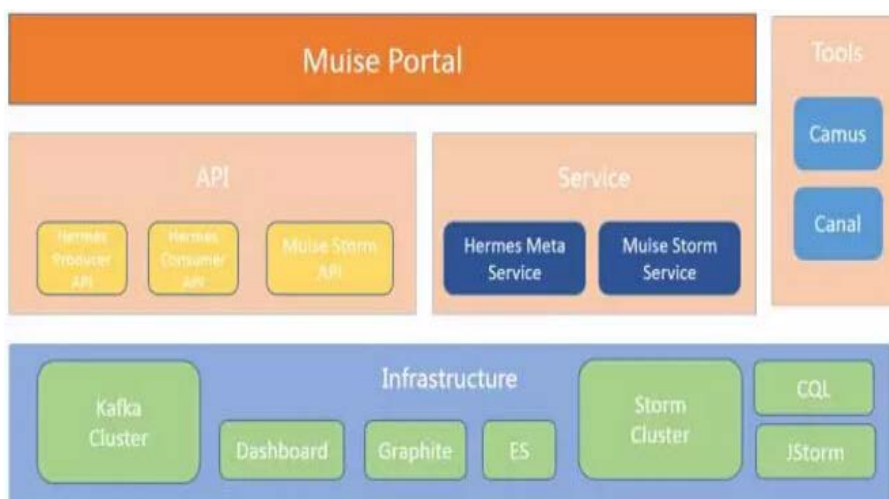 Muise Portal
Tools
Camus
Canal
API
Hermes
Producer
API
Hermes
Consumer
API
Muise Storm
API
Service
Hermes Meta
Service
Muise Storm
Service
Infrastructure
Kafka
Cluster
Dashboard
Graphite
ES
Storm
Cluster
CQL
JStorm